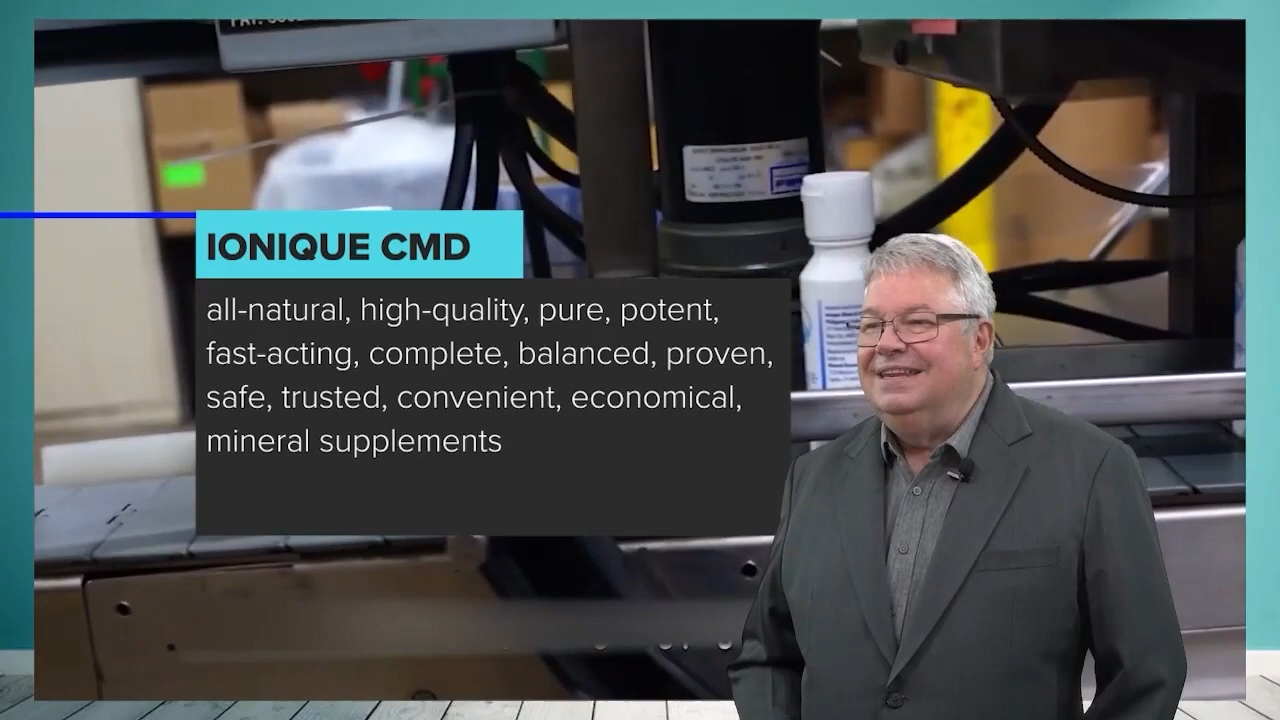 IONIQUE CMD
all-natural, high-quality, pure, potent,
fast-acting, complete, balanced, proven,
safe, trusted, convenient, economical,
mineral supplements